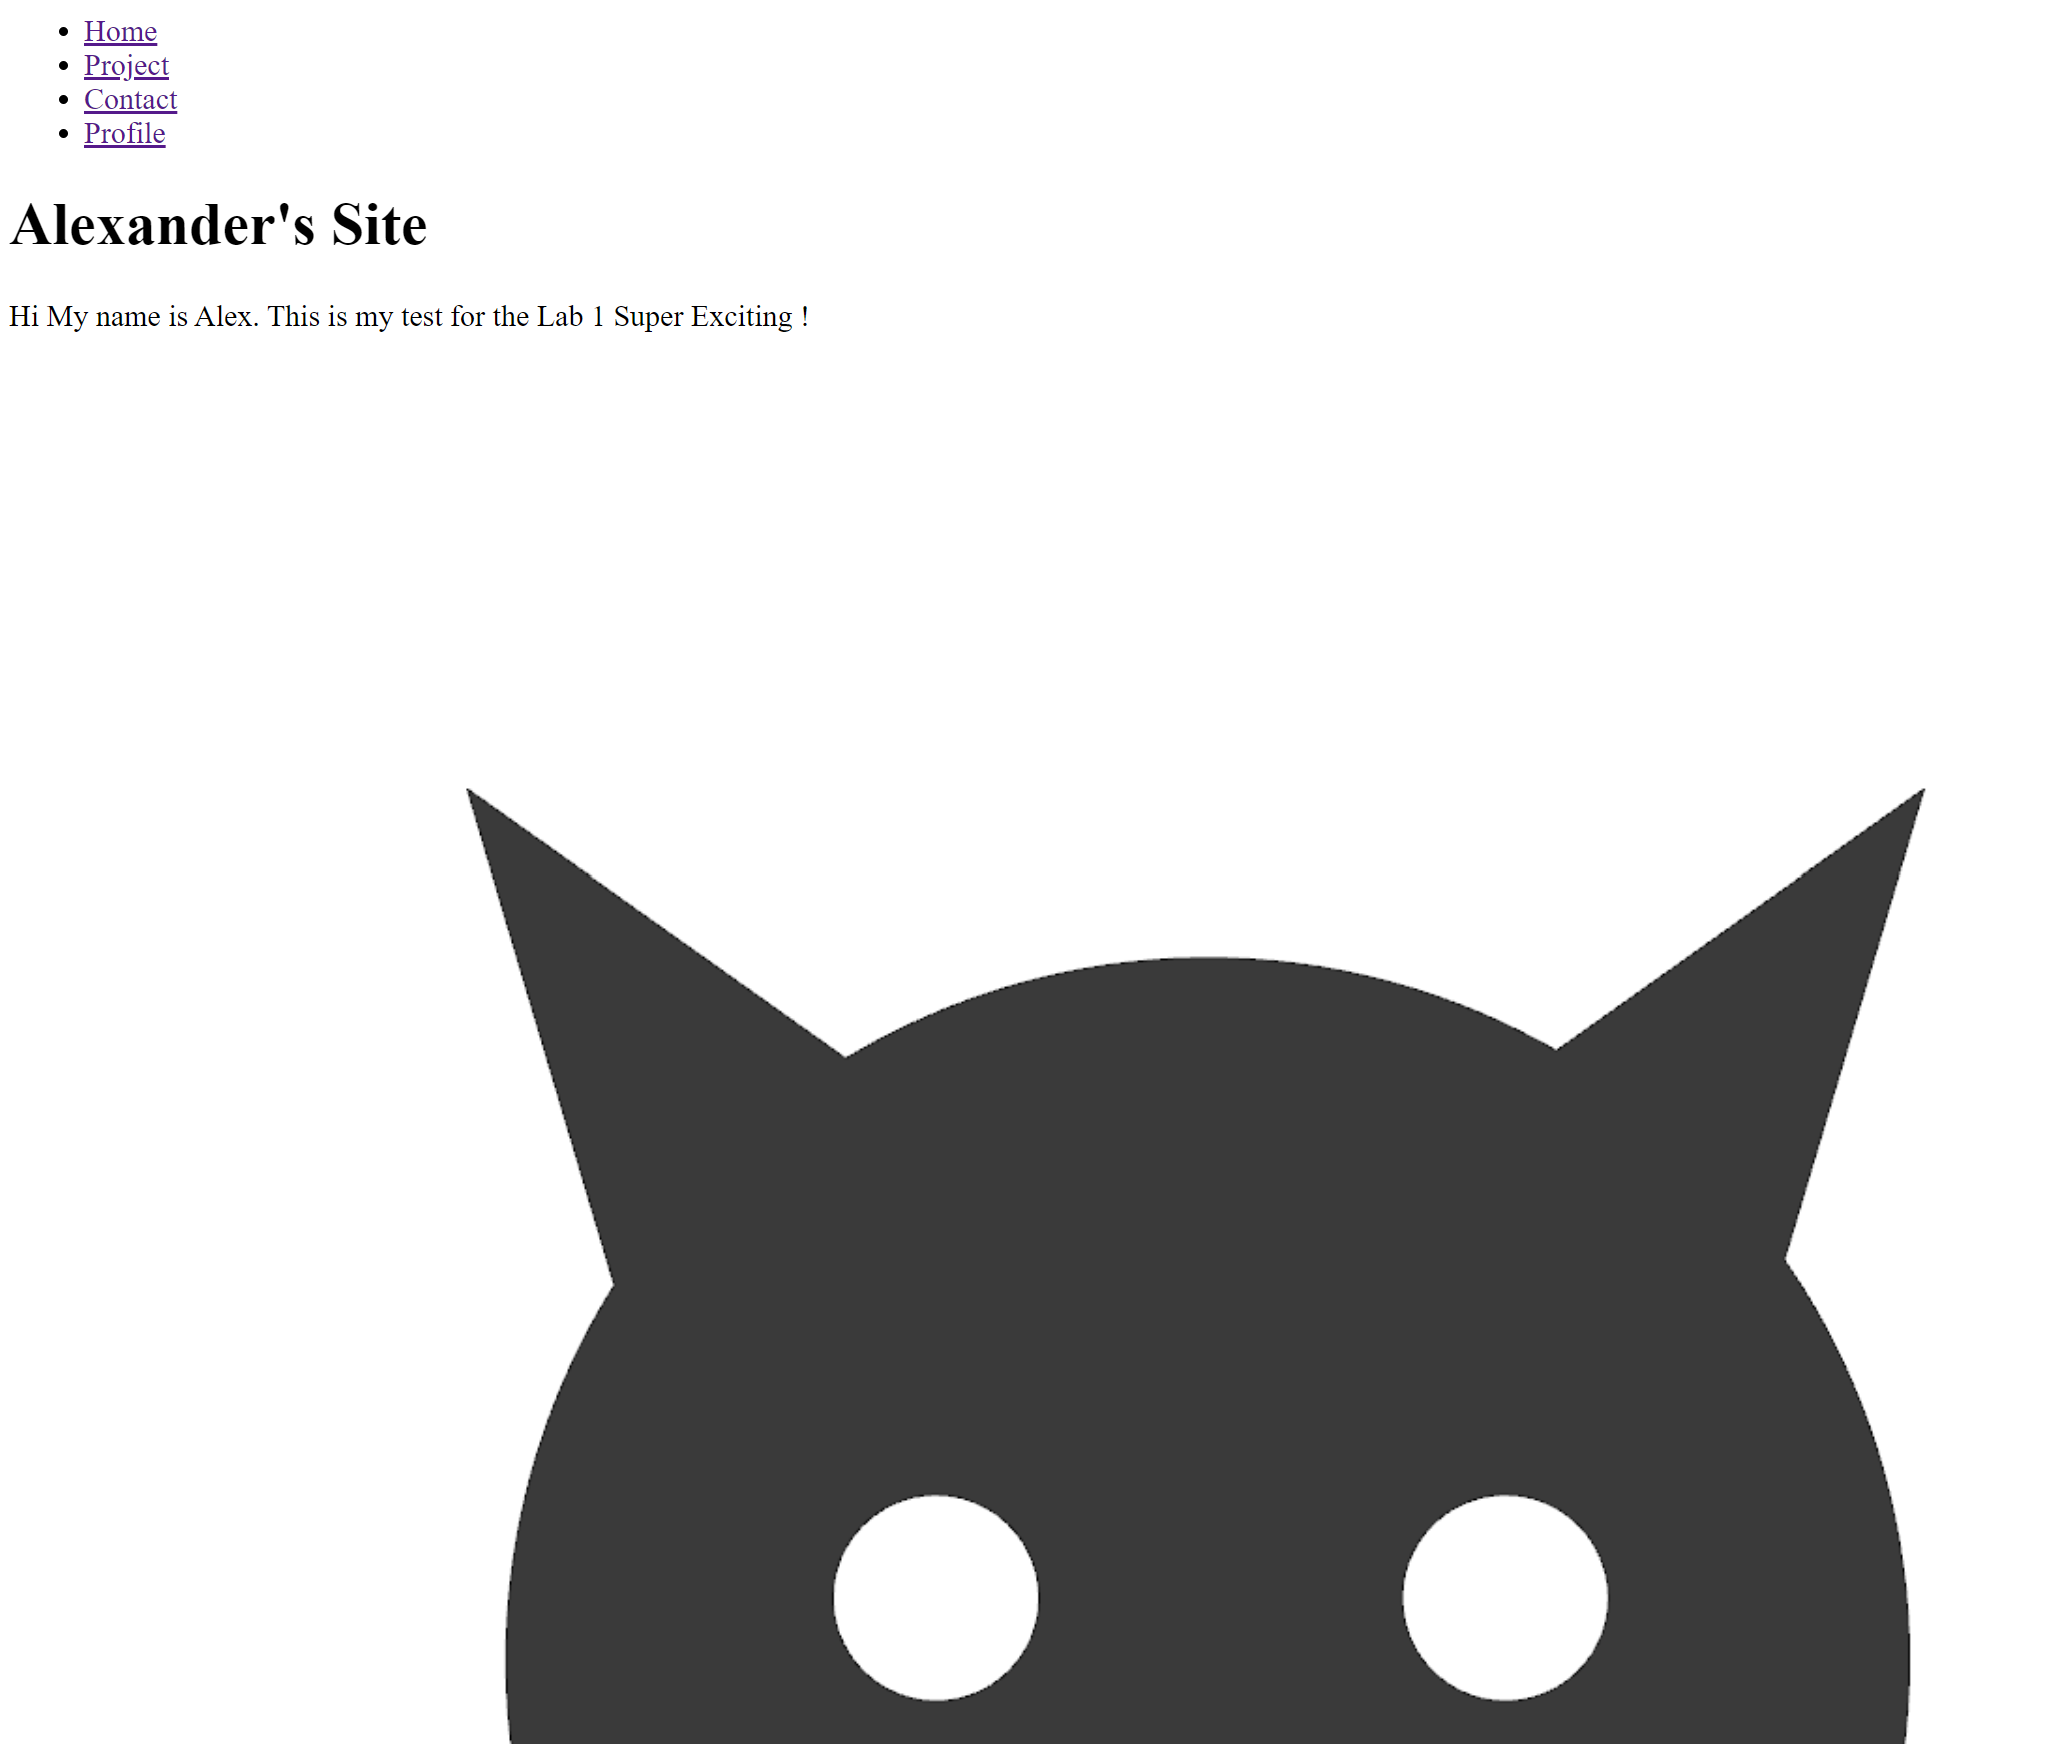 Home
Project
Contact
Profile
Alexander's Site
Hi My name is Alex. This is my test for the Lab 1 Super Exciting !